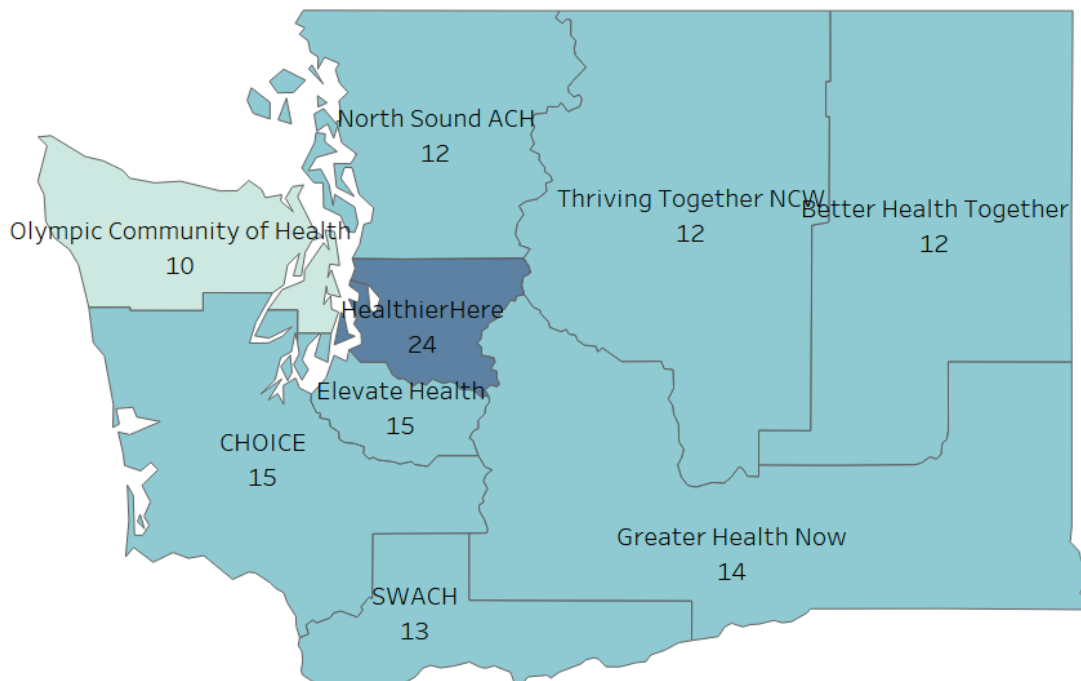 North Sound ACH
12
Thriving Together NCW
12
Better Health Together
12
Olympic Community of Health
10
HealthierHere
24
Elevate Health
15
CHOICE
15
Greater Health Now
14
SWACH
13